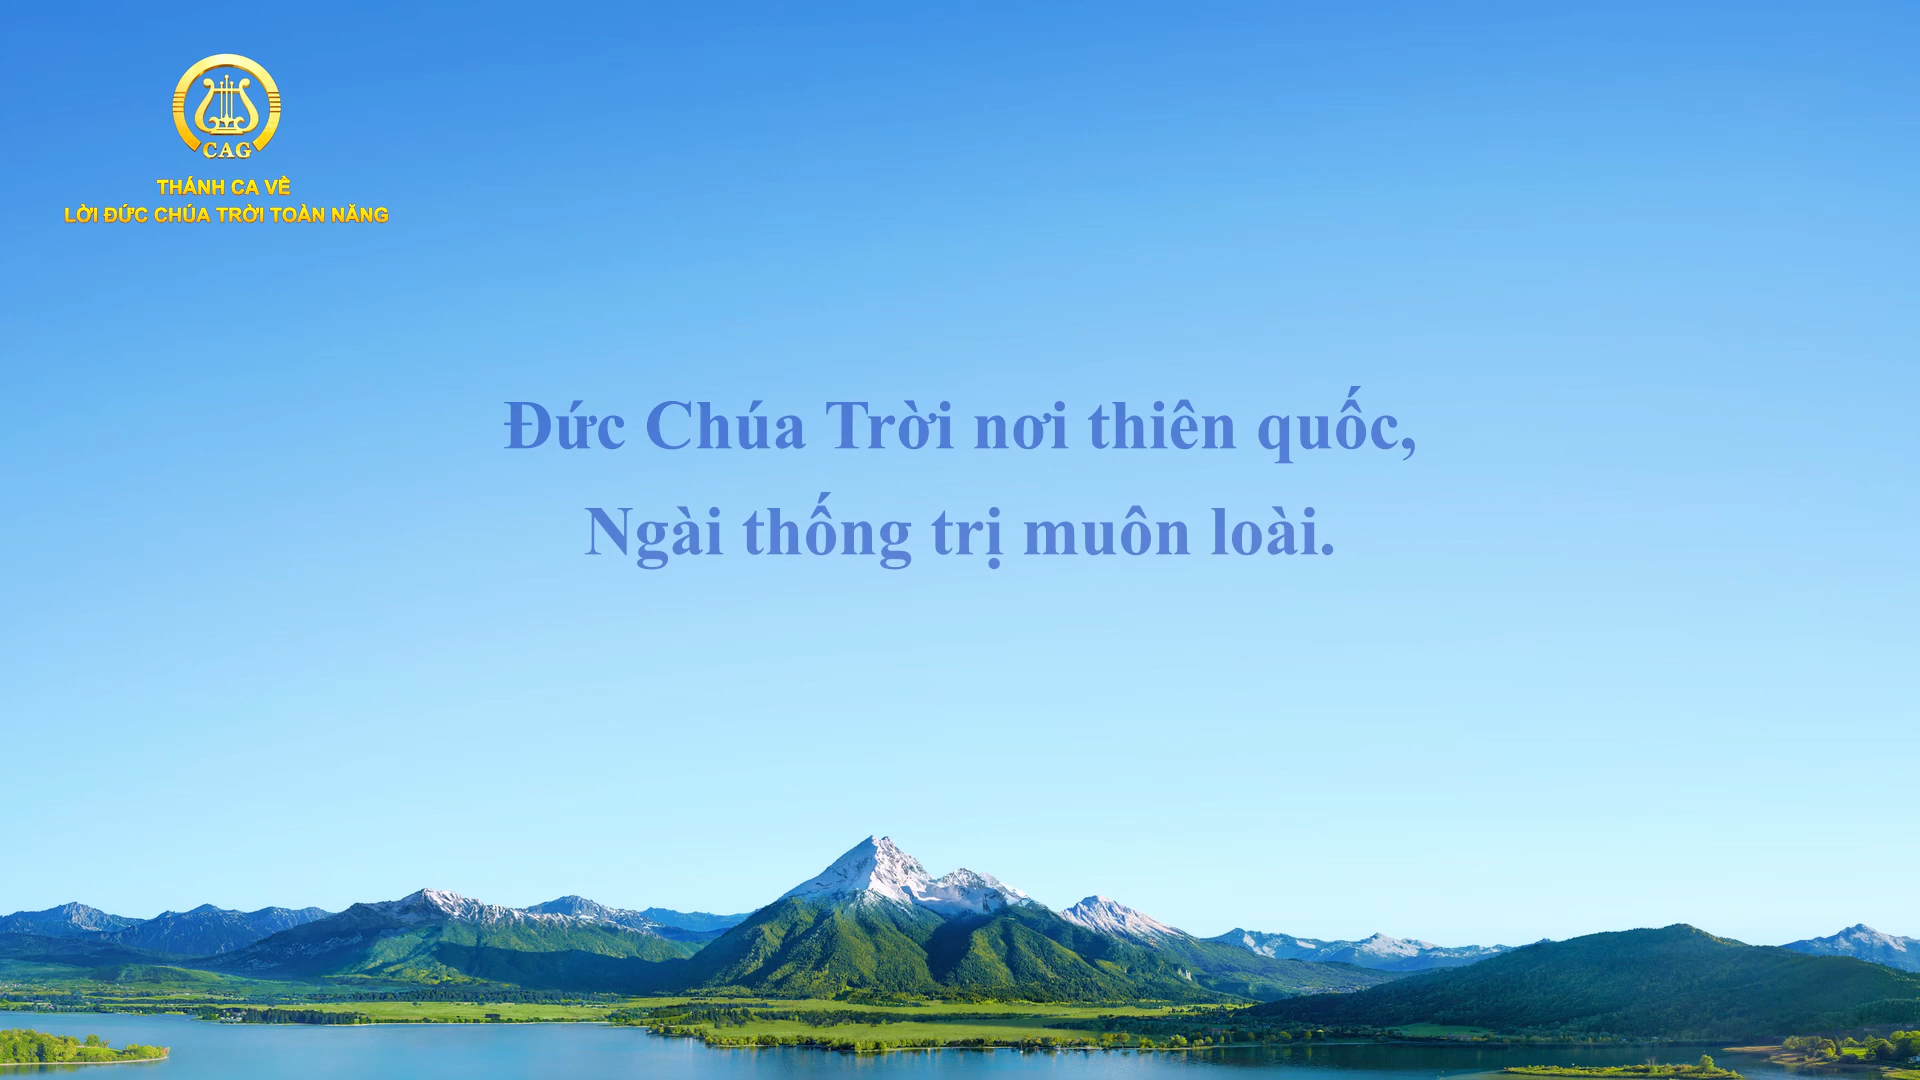 CAG
THÁNH CA VỀ
LỜI ĐỨC CHÚA TRỜI TOÀN NĂNG
Đức Chúa Trời nơi thiên quốc,
Ngài thống trị muôn loài.